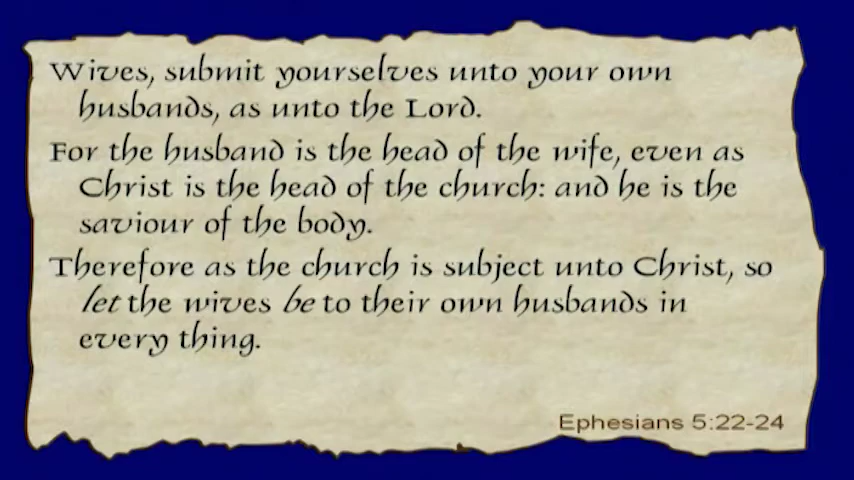 Wives, submit yourselves unto your own
husbands, as unto the Lord.
For the husband is the head of the wife, even as
Christ is the head of the church: and he is the
saviour of the body.
Therefore as the church is subject unto Christ, so
let the wives be to their own husbands in
every thing.
Ephesians 5:22-24